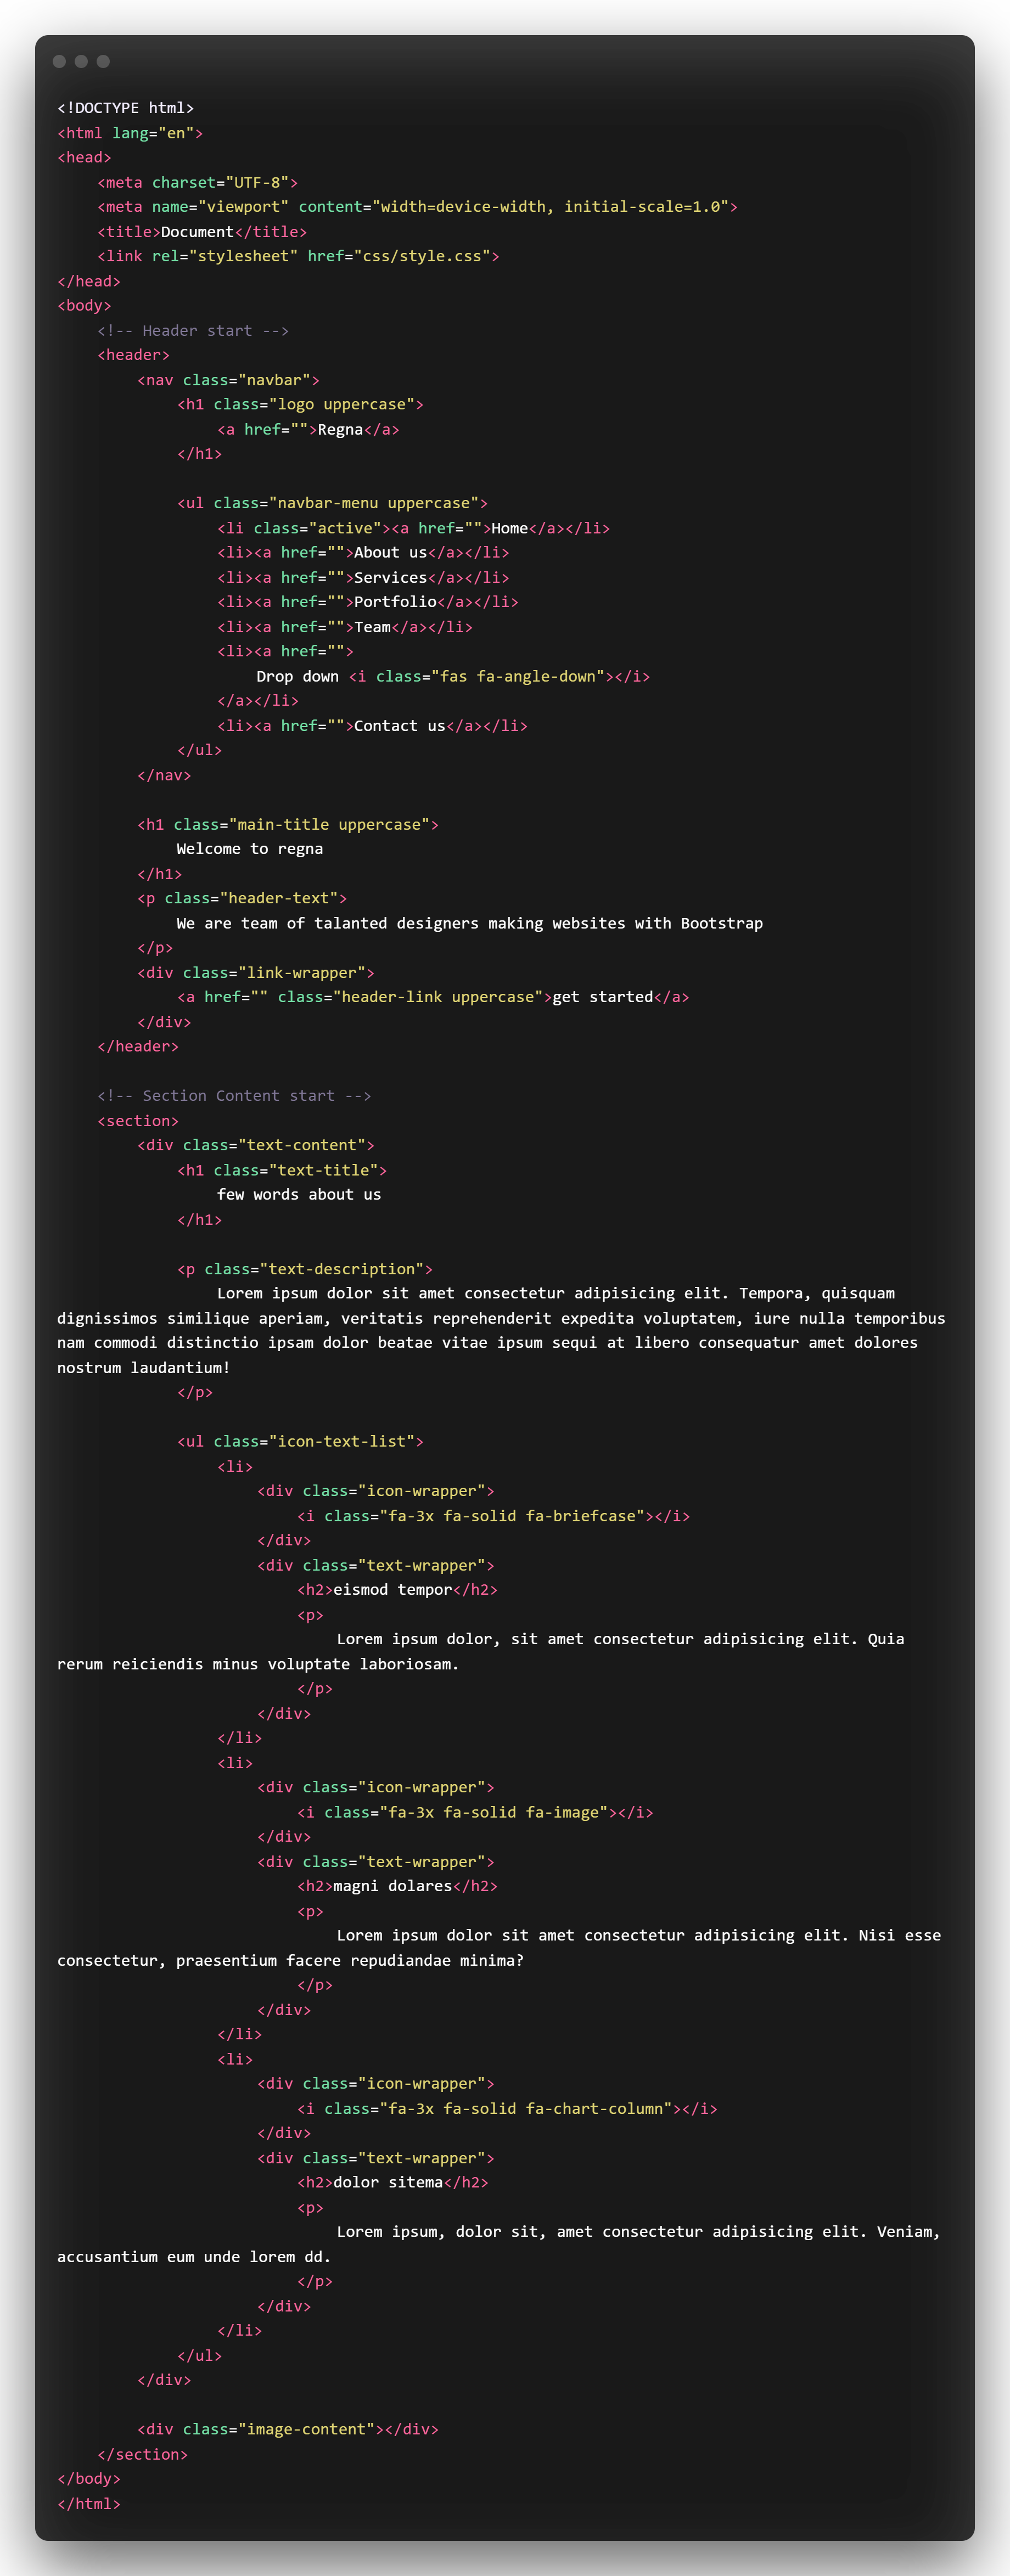 <!DOCTYPE html>
<html lang="en">
<head>
    <meta charset="UTF-8">
    <meta name="viewport" content="width=device-width, initial-scale=1.0">
    <title>Document</title>
    <link rel="stylesheet" href="css/style.css">
</head>
<body>
    <!-- Header start -->
    <header>
        <nav class="navbar">
            <h1 class="logo uppercase">
                <a href="">Regna</a>
            </h1>

            <ul class="navbar-menu uppercase">
                <li class="active"><a href="">Home</a></li>
                <li><a href="">About us</a></li>
                <li><a href="">Services</a></li>
                <li><a href="">Portfolio</a></li>
                <li><a href="">Team</a></li>
                <li><a href="">
                    Drop down <i class="fas fa-angle-down"></i>
                </a></li>
                <li><a href="">Contact us</a></li>
            </ul>
        </nav>

        <h1 class="main-title uppercase">
            Welcome to regna
        </h1>
        <p class="header-text">
            We are team of talanted designers making websites with Bootstrap
        </p>
        <div class="link-wrapper">
            <a href="" class="header-link uppercase">get started</a>
        </div>
    </header>

    <!-- Section Content start -->
    <section>
        <div class="text-content">
            <h1 class="text-title">
                few words about us
            </h1>

            <p class="text-description">
                Lorem ipsum dolor sit amet consectetur adipisicing elit. Tempora, quisquam
dignissimos similique aperiam, veritatis reprehenderit expedita voluptatem, iure nulla temporibus
nam commodi distinctio ipsam dolor beatae vitae ipsum sequi at libero consequatur amet dolores
nostrum laudantium!
            </p>

            <ul class="icon-text-list">
                <li>
                    <div class="icon-wrapper">
                        <i class="fa-3x fa-solid fa-briefcase"></i>
                    </div>
                    <div class="text-wrapper">
                        <h2>eismod tempor</h2>
                        <p>
                            Lorem ipsum dolor, sit amet consectetur adipisicing elit. Quia
rerum reiciendis minus voluptate laboriosam.
                        </p>
                    </div>
                </li>
                <li>
                    <div class="icon-wrapper">
                        <i class="fa-3x fa-solid fa-image"></i>
                    </div>
                    <div class="text-wrapper">
                        <h2>magni dolares</h2>
                        <p>
                            Lorem ipsum dolor sit amet consectetur adipisicing elit. Nisi esse
consectetur, praesentium facere repudiandae minima?
                        </p>
                    </div>
                </li>
                <li>
                    <div class="icon-wrapper">
                        <i class="fa-3x fa-solid fa-chart-column"></i>
                    </div>
                    <div class="text-wrapper">
                        <h2>dolor sitema</h2>
                        <p>
                            Lorem ipsum, dolor sit, amet consectetur adipisicing elit. Veniam,
accusantium eum unde lorem dd.
                        </p>
                    </div>
                </li>
            </ul>
        </div>

        <div class="image-content"></div>
    </section>
</body>
</html>